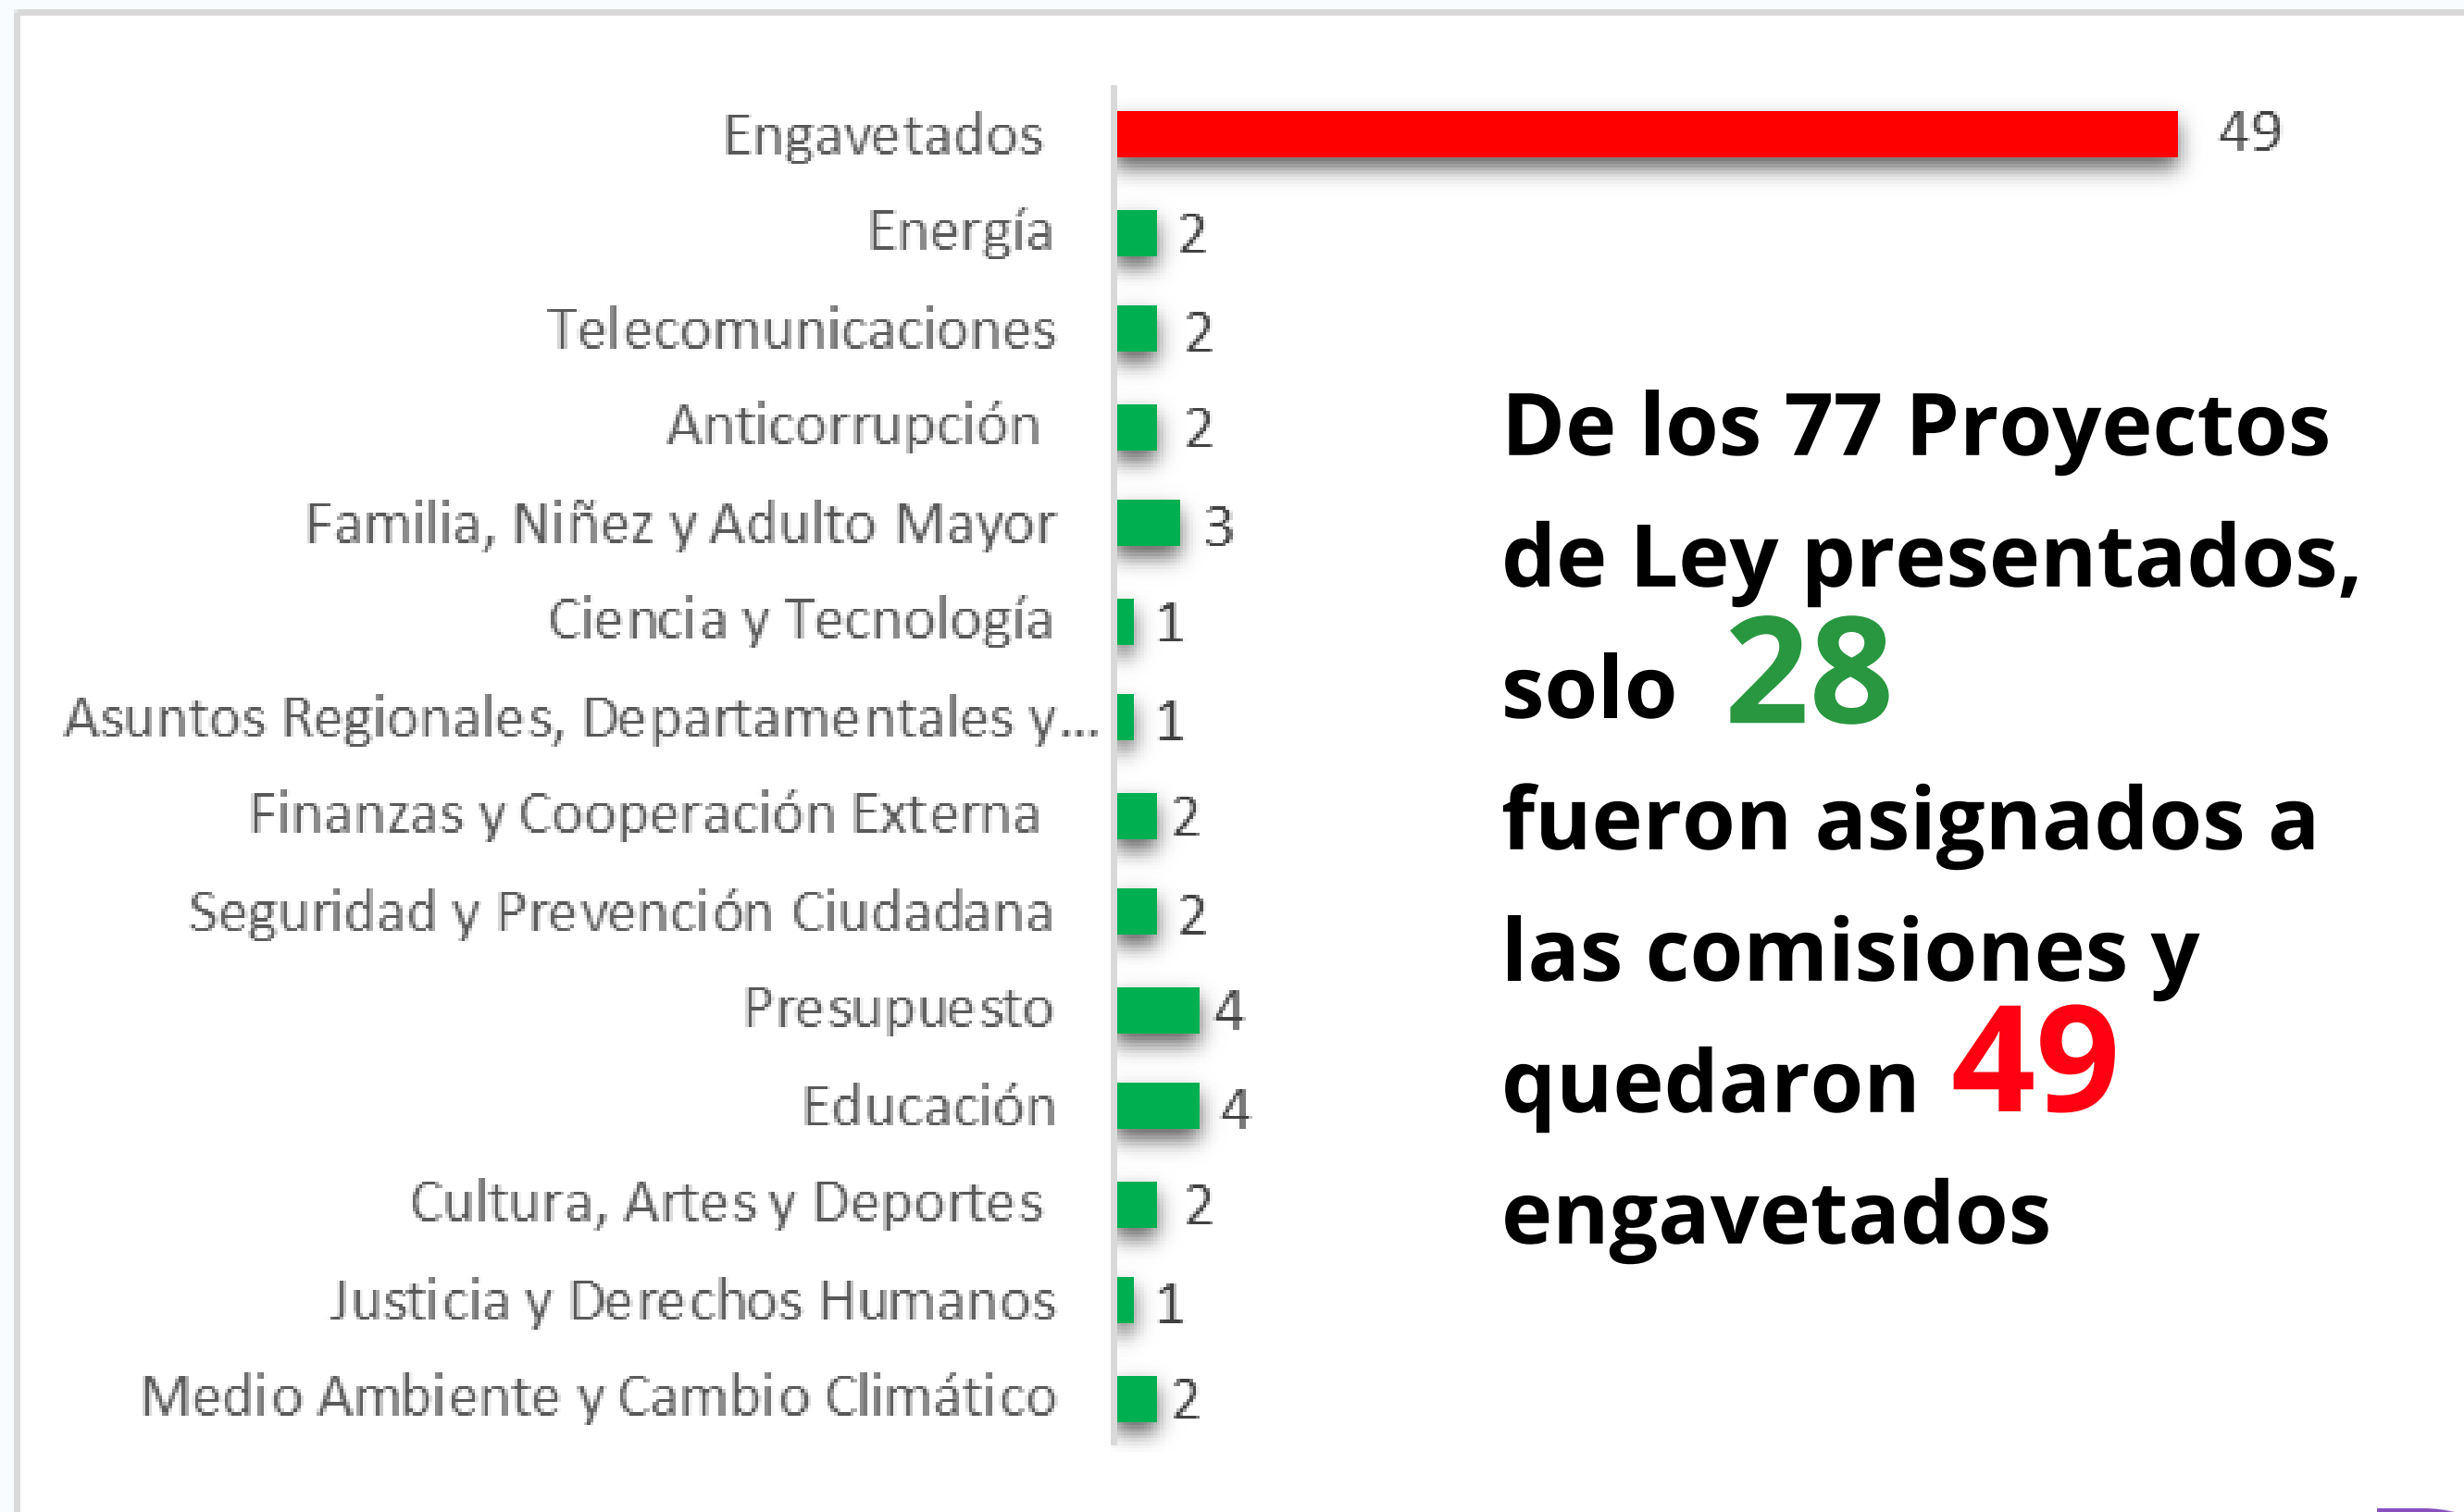 Engavetados 49
Energía 2
Telecomunicaciones 2
Anticorrupción 2
Familia, Niñez y Adulto Mayor 3
Ciencia y Tecnología 1
Asuntos Regionales, Departamentales y... 1
Finanzas y Cooperación Externa 2
Seguridad y Prevención Ciudadana 2
Presupuesto 4
Educación 4
Cultura, Artes y Deportes 2
Justicia y Derechos Humanos 1
Medio Ambiente y Cambio Climático 2
De los 77 Proyectos
de Ley presentados,
solo 28
fueron asignados a
las comisiones y
quedaron 49
engavetados